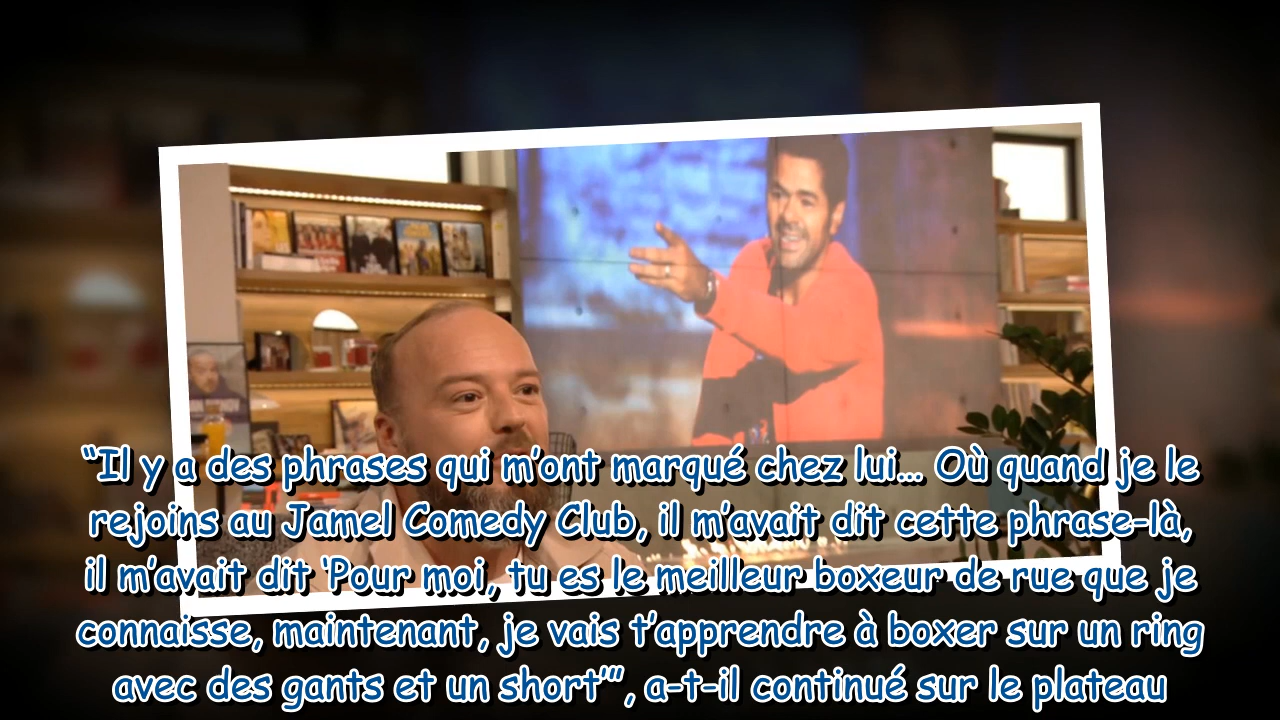 “Il y a des phrases qui m’ont marqué chez lui... Où quand je le
rejoins au Jamel Comedy Club, il m’avait dit cette phrase-là,
il m’avait dit ‘Pour moi, tu es le meilleur boxeur de rue que je
connaisse, maintenant, je vais t’apprendre à boxer sur un ring
avec des gants et un short’”, a-t-il continué sur le plateau